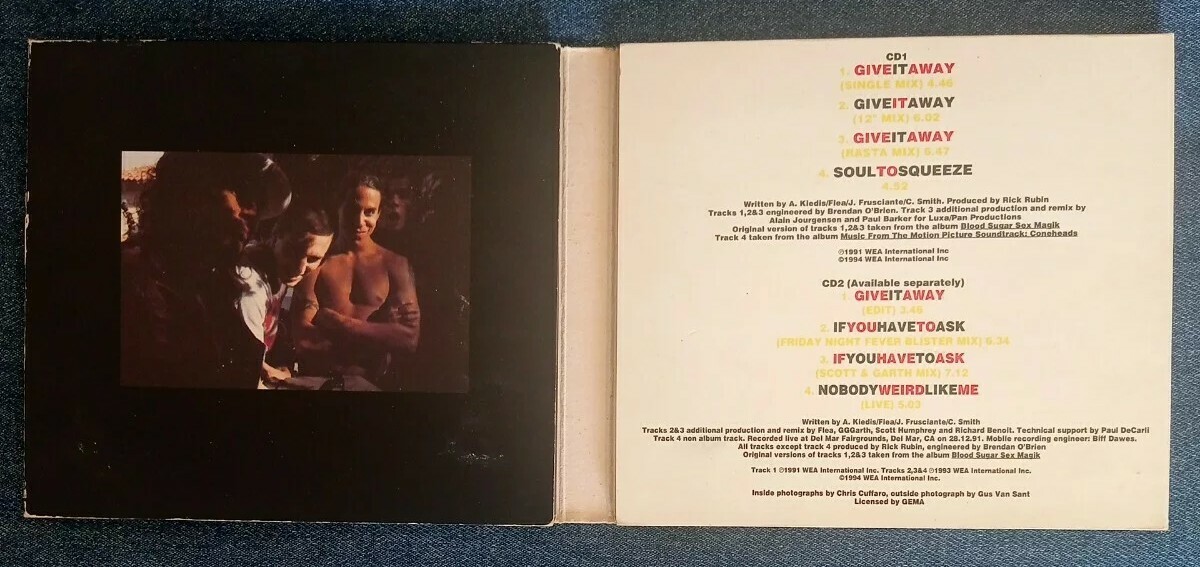 CD1
1. GIVEITAWAY
(SINGLE MIX) 4.46
2. GIVEITAWAY
(12" MIX) 6.02
3. GIVEITAWAY
(RASTA MIX) 6.47
4. SOULTOSQUEEZE
4.52
Written by A. Kiedis/Flea/J. Frusciante/C. Smith. Produced by Rick Rubin
Tracks 1,2&3 engineered by Brendan O'Brien. Track 3 additional production and remix by
Alain Jourgensen and Paul Barker for Luxa/Pan Productions
Original version of tracks 1,2&3 taken from the album Blood Sugar Sex Magik
Track 4 taken from the album Music From The Motion Picture Soundtrack: Coneheads
℗1991 WEA International Inc
©1994 WEA International Inc
CD2 (Available separately)
1. GIVEITAWAY
(EDIT) 3.46
2. IFYOUHAVETOASK
(FRIDAY NIGHT FEVER BLISTER MIX) 6.34
3. IFYOUHAVETOASK
(SCOTT & GARTH MIX) 7.12
4. NOBODYWEIRDLIKEME
(LIVE) 5.03
Written by A. Kiedis/Flea/J. Frusciante/C. Smith
Tracks 2&3 additional production and remix by Flea, GGGarth, Scott Humphrey and Richard Benoit. Technical support by Paul DeCarli
Track 4 non album track. Recorded live at Del Mar Fairgrounds, Del Mar, CA on 28.12.91. Mobile recording engineer: Biff Dawes.
All tracks except track 4 produced by Rick Rubin, engineered by Brendan O'Brien
Original versions of tracks 1,2&3 taken from the album Blood Sugar Sex Magik
Track 1 ℗1991 WEA International Inc. Tracks 2,3&4 ℗1993 WEA International Inc.
©1994 WEA International Inc.
Inside photographs by Chris Cuffaro, outside photograph by Gus Van Sant
Licensed by GEMA